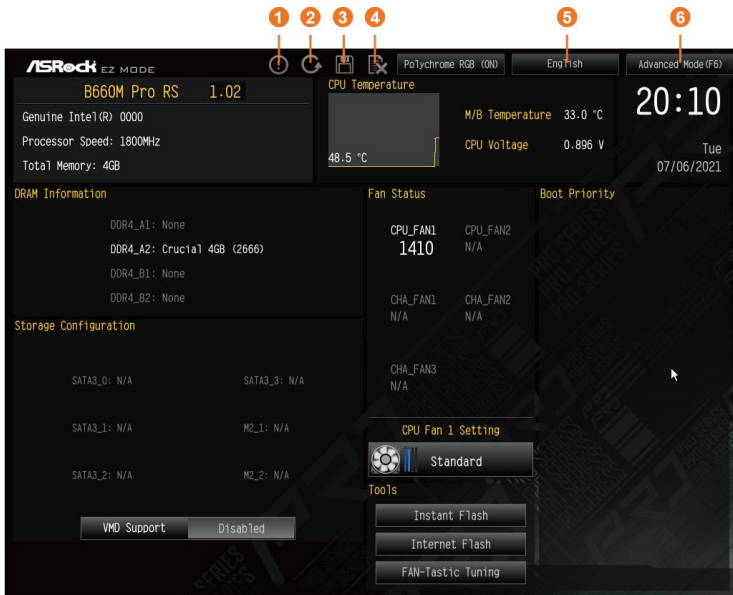 1 2 3 4 5 6
ASRock EZ MODE
Polychrome RGB (ON)
English
Advanced Mode(F6)
B660M Pro RS 1.02
Genuine Intel(R) 0000
Processor Speed: 1800MHz
Total Memory: 4GB
CPU Temperature
48.5 °C
M/B Temperature 33.0 °C
CPU Voltage 0.896 V
20:10
Tue
07/06/2021
DRAM Information
DDR4_A1: None
DDR4_A2: Crucial 4GB (2666)
DDR4_B1: None
DDR4_B2: None
Storage Configuration
SATA3_0: N/A SATA3_3: N/A
SATA3_1: N/A M2_1: N/A
SATA3_2: N/A M2_2: N/A
VMD Support Disabled
Fan Status
CPU_FAN1 CPU_FAN2
1410 N/A
CHA_FAN1 CHA_FAN2
N/A N/A
CHA_FAN3
N/A
CPU Fan 1 Setting
Standard
Tools
Instant Flash
Internet Flash
FAN-Tastic Tuning
Boot Priority